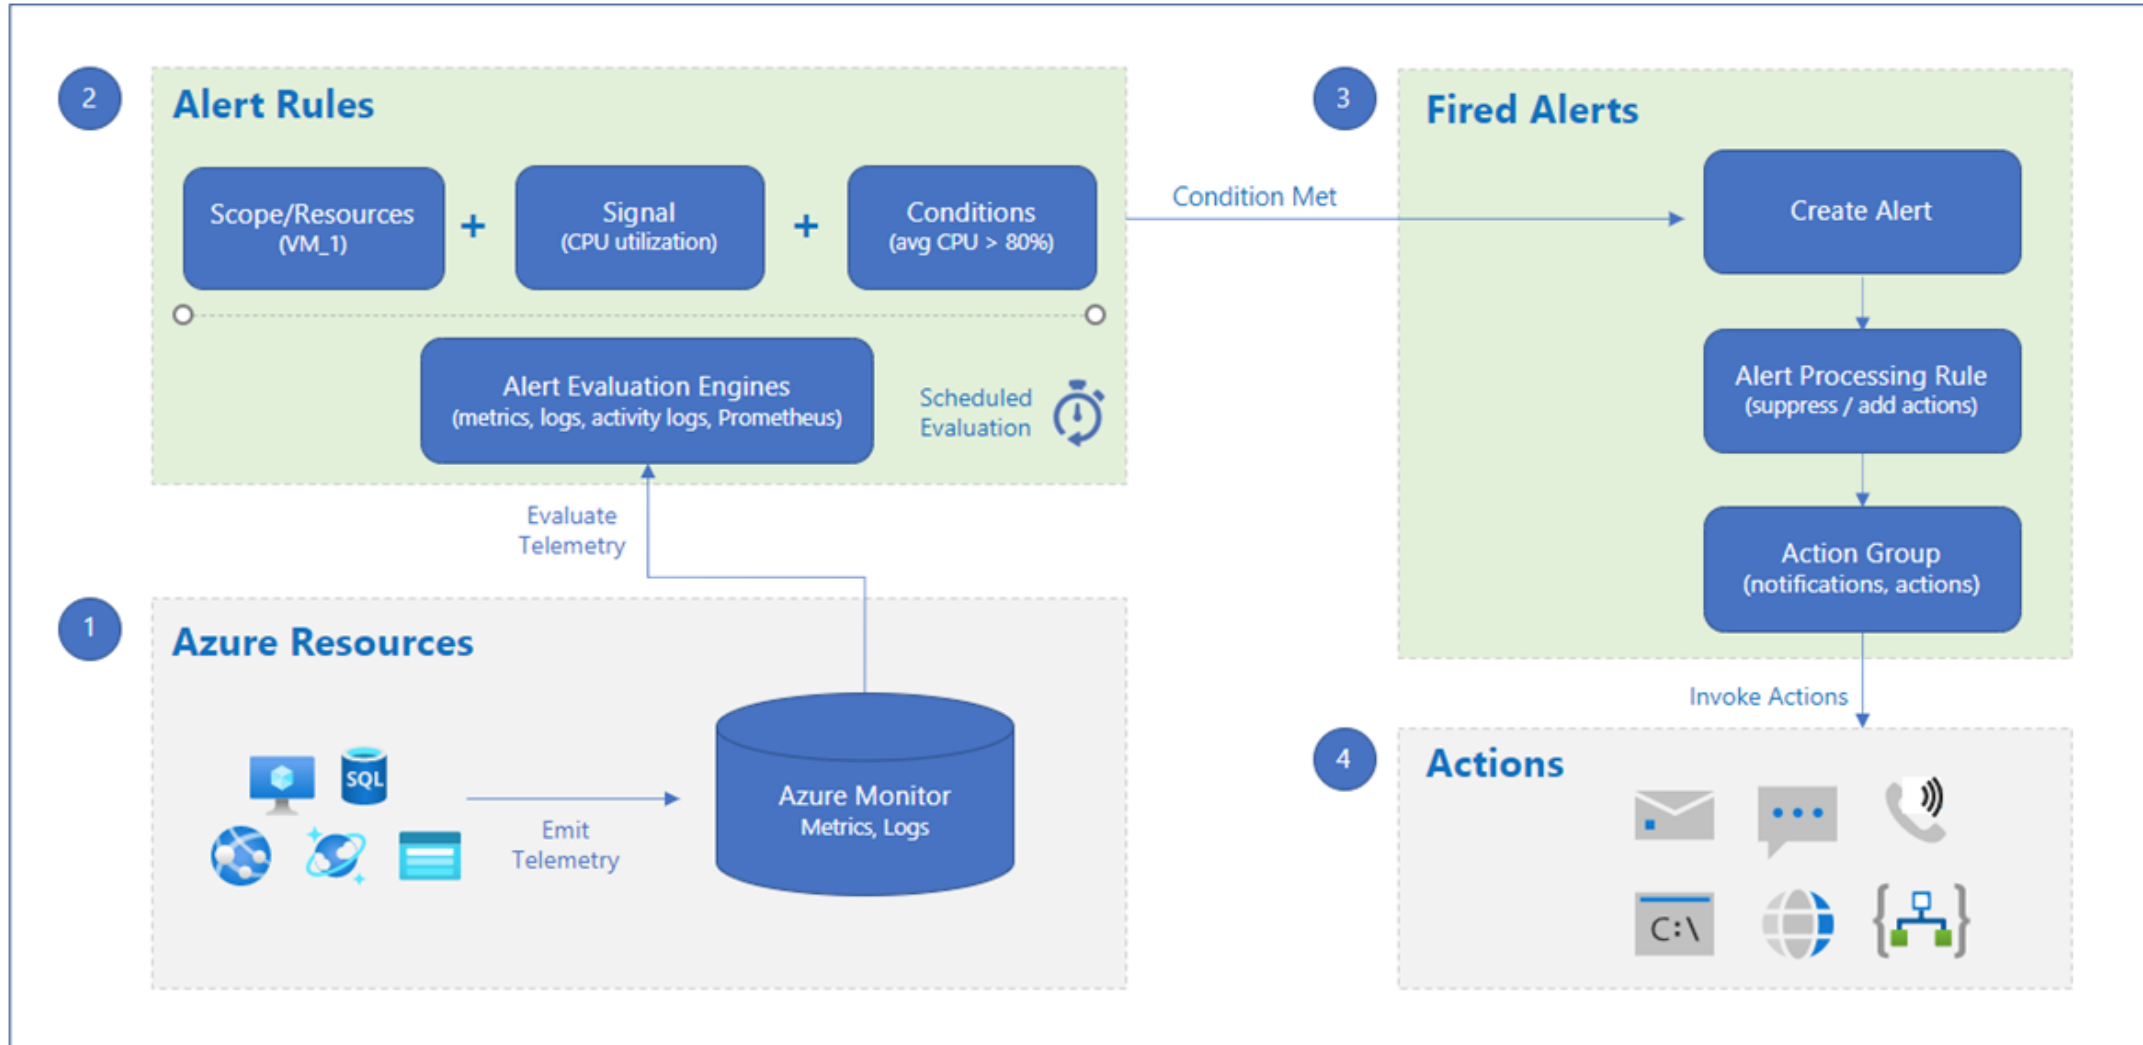 2
Alert Rules
Scope/Resources
(VM_1)
+
Signal
(CPU utilization)
+
Conditions
(avg CPU > 80%)
Alert Evaluation Engines
(metrics, logs, activity logs, Prometheus)
Scheduled
Evaluation
Condition Met
3
Fired Alerts
Create Alert
Alert Processing Rule
(suppress / add actions)
Action Group
(notifications, actions)
Evaluate
Telemetry
1
Azure Resources
SQL
Emit
Telemetry
Azure Monitor
Metrics, Logs
Invoke Actions
4
Actions
C:\